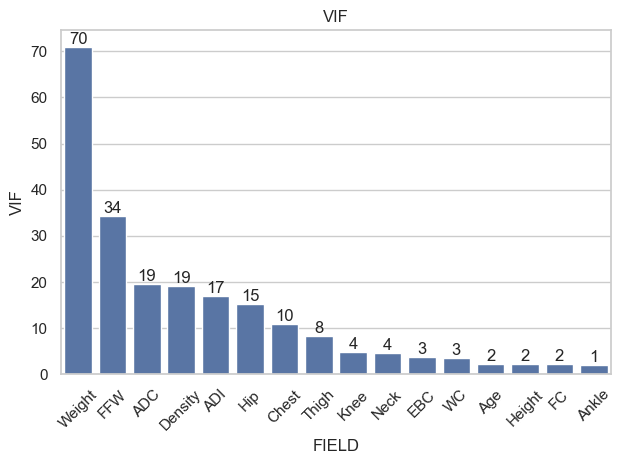 VIF
70
60
50
40
30
20
10
0
VIF
70
34
19
19
17
15
10
8
4
4
3
3
2
2
2
1
Weight
FFW
ADC
Density
ADI
Hip
Chest
Thigh
Knee
Neck
EBC
WC
Age
Height
FC
Ankle
FIELD